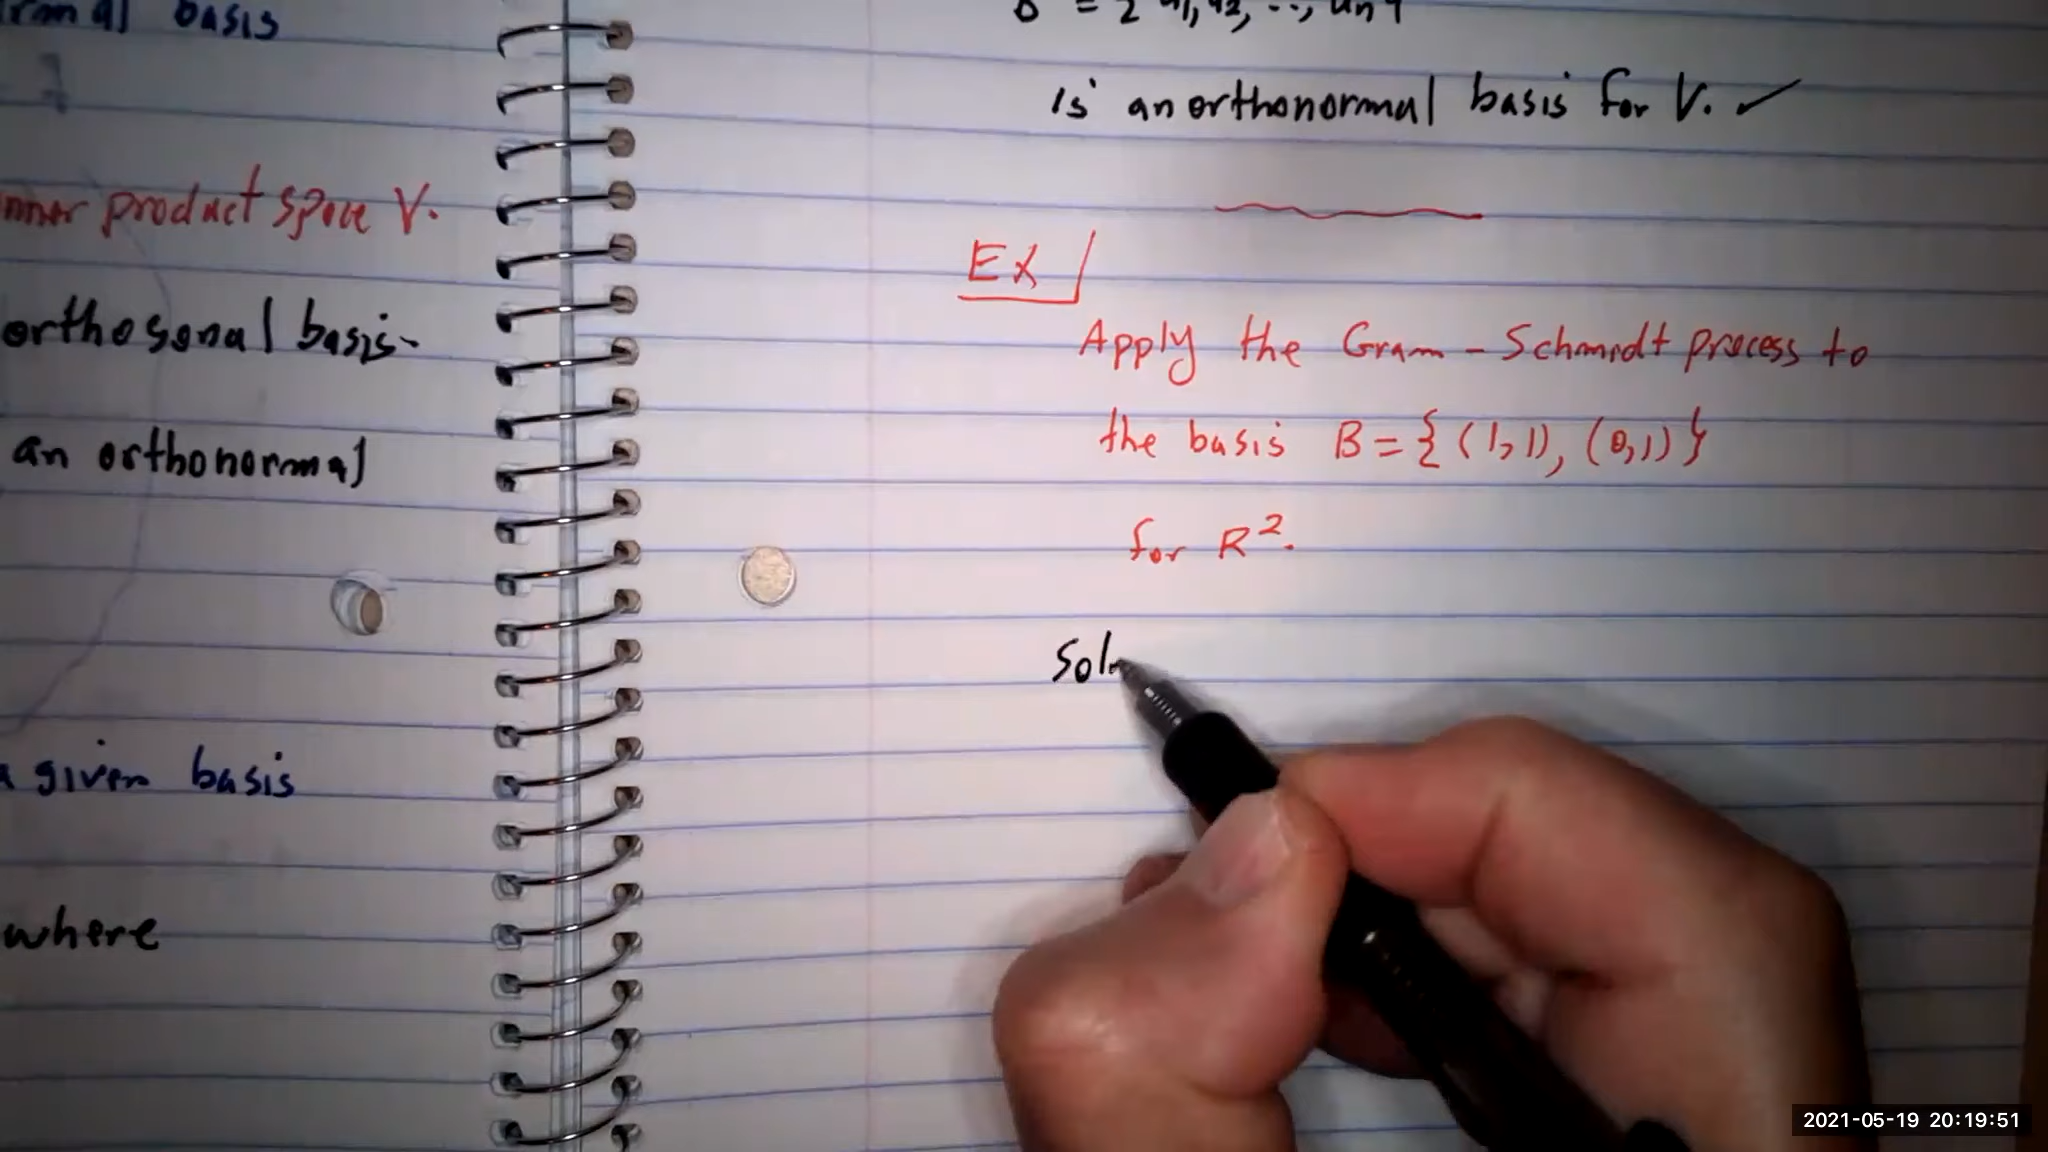 basis
inner product space V.
orthogonal basis.
an orthonormal
a given basis
where
is an orthonormal basis for V. ✓
EX
Apply the Gram-Schmidt process to
the basis B = { (1,1), (0,1) }
for R².
Soln
2021-05-19 20:19:51